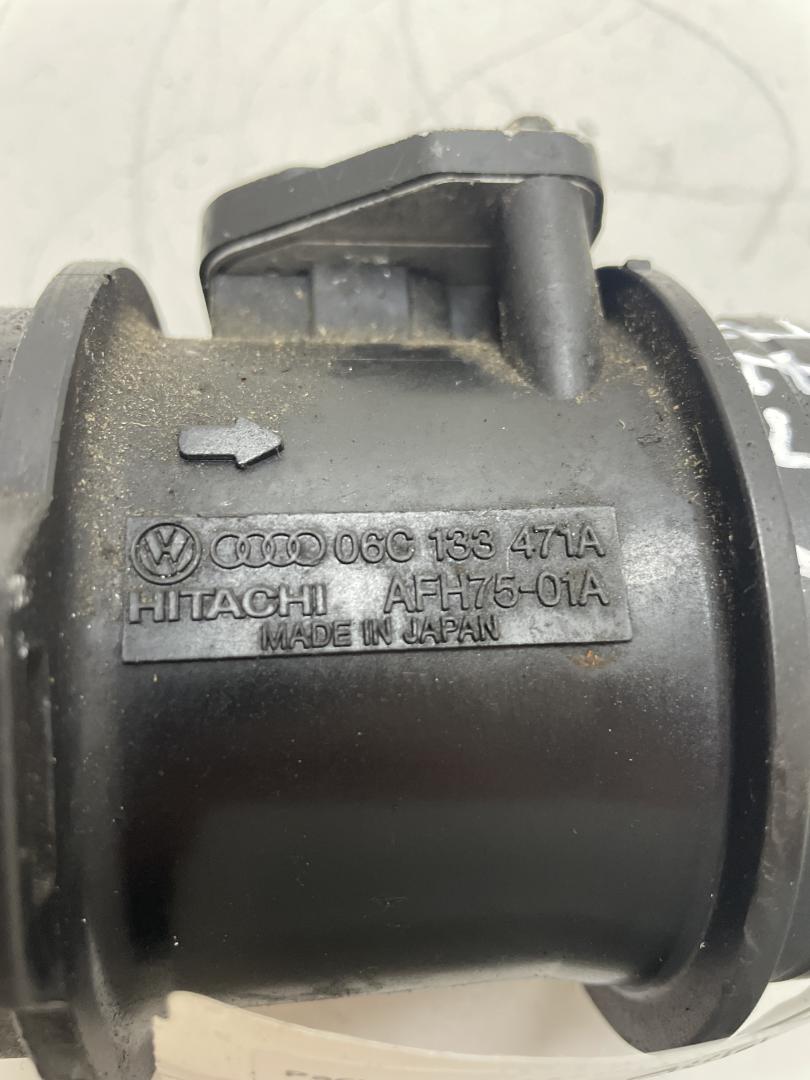 06C 133 471A
HITACHI AFH75-01A
MADE IN JAPAN